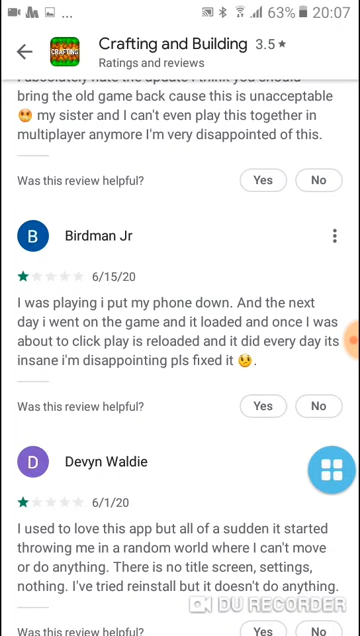 ... 63% 20:07
CRAFTING
Crafting and Building 3.5★
Ratings and reviews
I absolutely hate the update I think you should
bring the old game back cause this is unacceptable
😬 my sister and I can't even play this together in
multiplayer anymore I'm very disappointed of this.
Was this review helpful? Yes No
B Birdman Jr
6/15/20
I was playing i put my phone down. And the next
day i went on the game and it loaded and once I was
about to click play is reloaded and it did every day its
insane i'm disappointing pls fixed it 😢.
Was this review helpful? Yes No
D Devyn Waldie
6/1/20
I used to love this app but all of a sudden it started
throwing me in a random world where I can't move
or do anything. There is no title screen, settings,
nothing. I've tried reinstall but it doesn't do anything.
DU RECORDER
Was this review helpful? Yes No